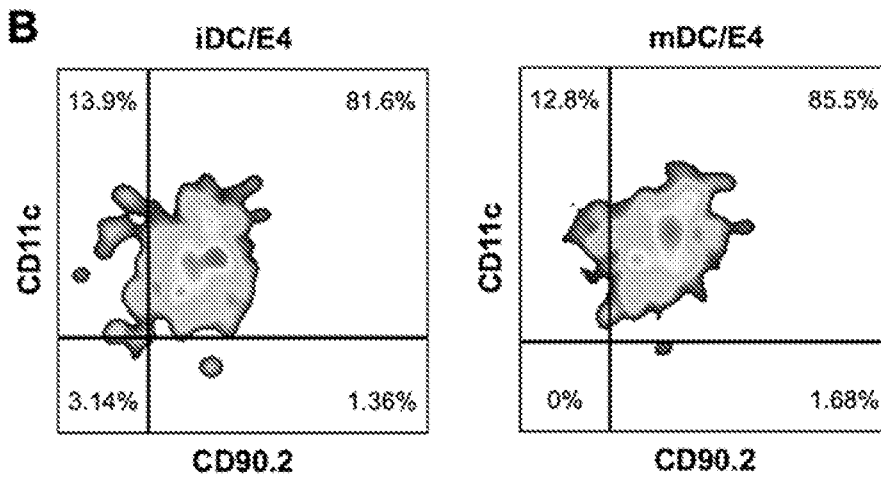 B
iDC/E4
mDC/E4
13.9%
81.6%
12.8%
85.5%
CD11c
CD11c
3.14%
1.36%
0%
1.68%
CD90.2
CD90.2